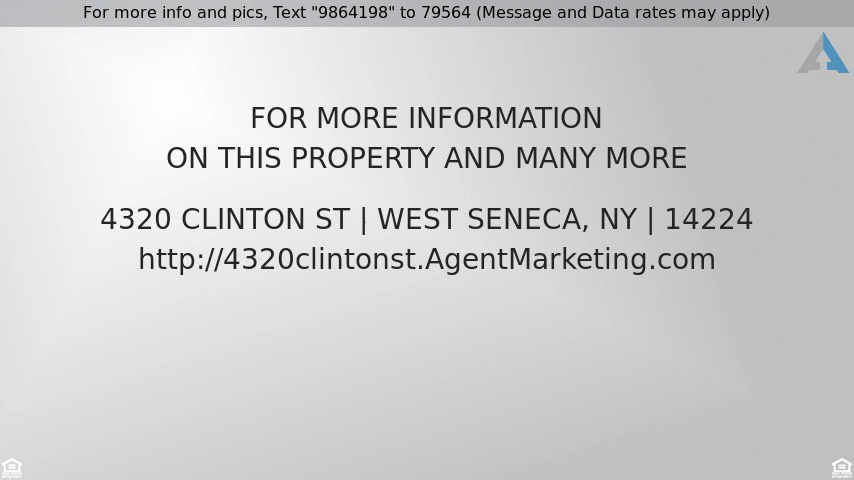 For more info and pics, Text "9864198" to 79564 (Message and Data rates may apply)
FOR MORE INFORMATION
ON THIS PROPERTY AND MANY MORE
4320 CLINTON ST | WEST SENECA, NY | 14224
http://4320clintonst.AgentMarketing.com